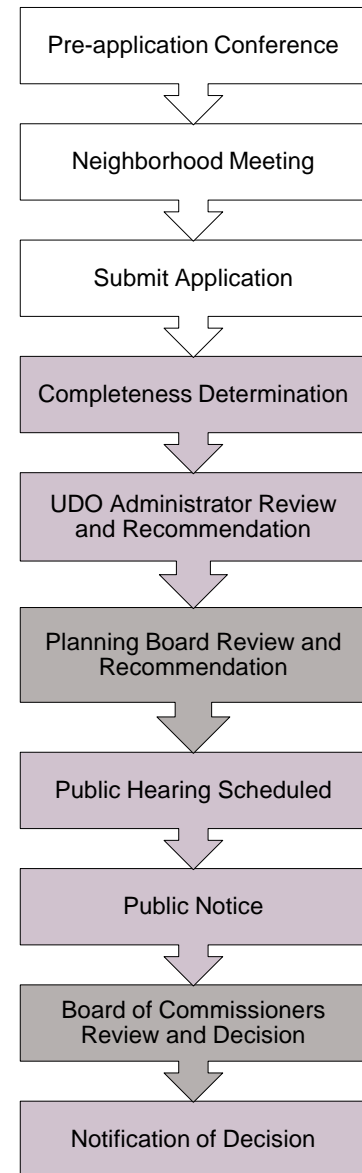 Pre-application Conference
Neighborhood Meeting
Submit Application
Completeness Determination
UDO Administrator Review
and Recommendation
Planning Board Review and
Recommendation
Public Hearing Scheduled
Public Notice
Board of Commissioners
Review and Decision
Notification of Decision